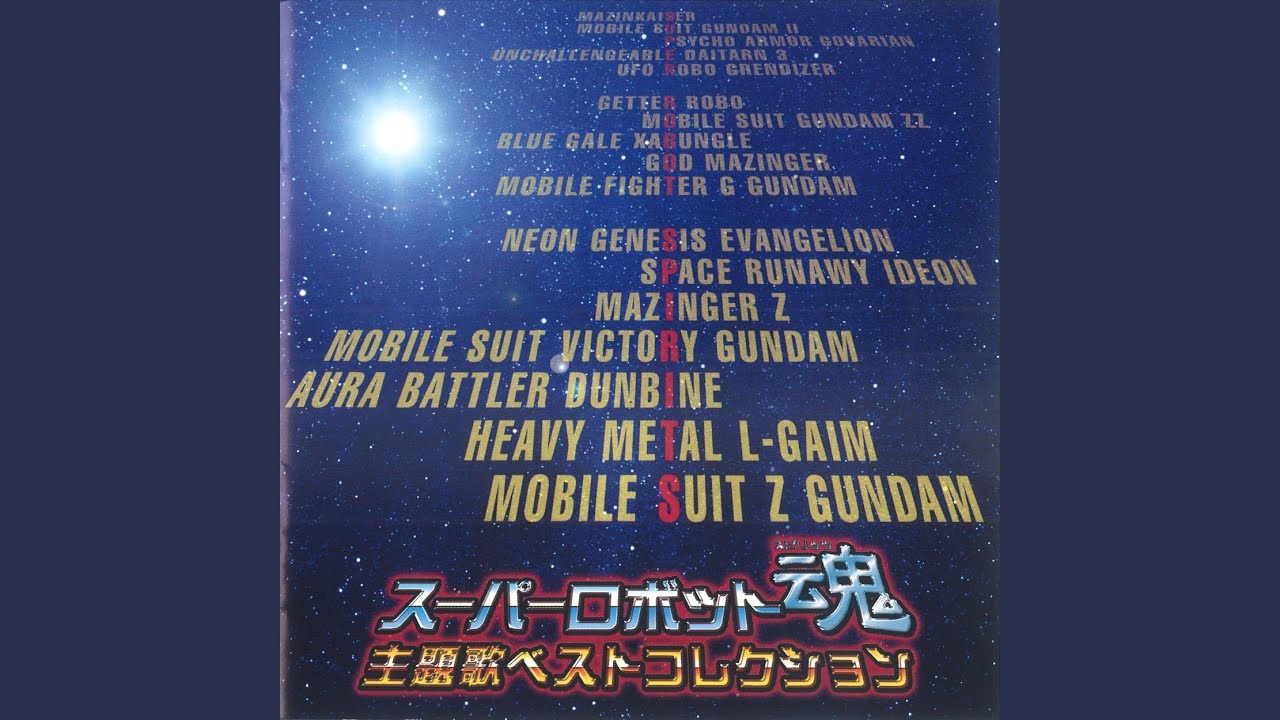 MAZINKAISER
MOBILE SUIT GUNDAM II
PSYCHO ARMOR GOVARIAN
UNCHALLENGEABLE DAITARN 3
UFO ROBO GRENDIZER
GETTER ROBO
MOBILE SUIT GUNDAM ZZ
BLUE GALE XABUNGLE
GOD MAZINGER
MOBILE FIGHTER G GUNDAM
NEON GENESIS EVANGELION
SPACE RUNAWY IDEON
MAZINGER Z
MOBILE SUIT VICTORY GUNDAM
AURA BATTLER DUNBINE
HEAVY METAL L-GAIM
MOBILE SUIT Z GUNDAM
スーパーロボット魂
主題歌ベストコレクション